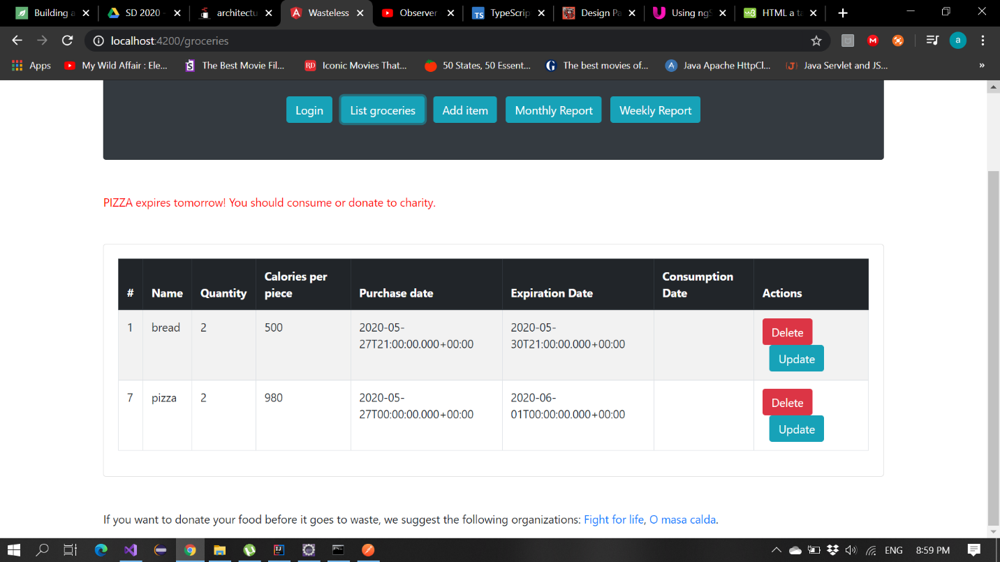 Building a
SD 2020 -
architectu
Wasteless
Observer
TypeScrip
Design Pa
Using ngS
HTML a ta
localhost:4200/groceries
a
Apps
My Wild Affair : Ele...
The Best Movie Fil...
Iconic Movies That...
50 States, 50 Essent...
The best movies of...
Java Apache HttpCl...
Java Servlet and JS...
»
Login
List groceries
Add item
Monthly Report
Weekly Report
PIZZA expires tomorrow! You should consume or donate to charity.
# Name Quantity Calories per piece Purchase date Expiration Date Consumption Date Actions
1 bread 2 500 2020-05-27T21:00:00.000+00:00 2020-05-30T21:00:00.000+00:00 Delete
Update
7 pizza 2 980 2020-05-27T00:00:00.000+00:00 2020-06-01T00:00:00.000+00:00 Delete
Update
If you want to donate your food before it goes to waste, we suggest the following organizations: Fight for life, O masa calda.
ENG
8:59 PM